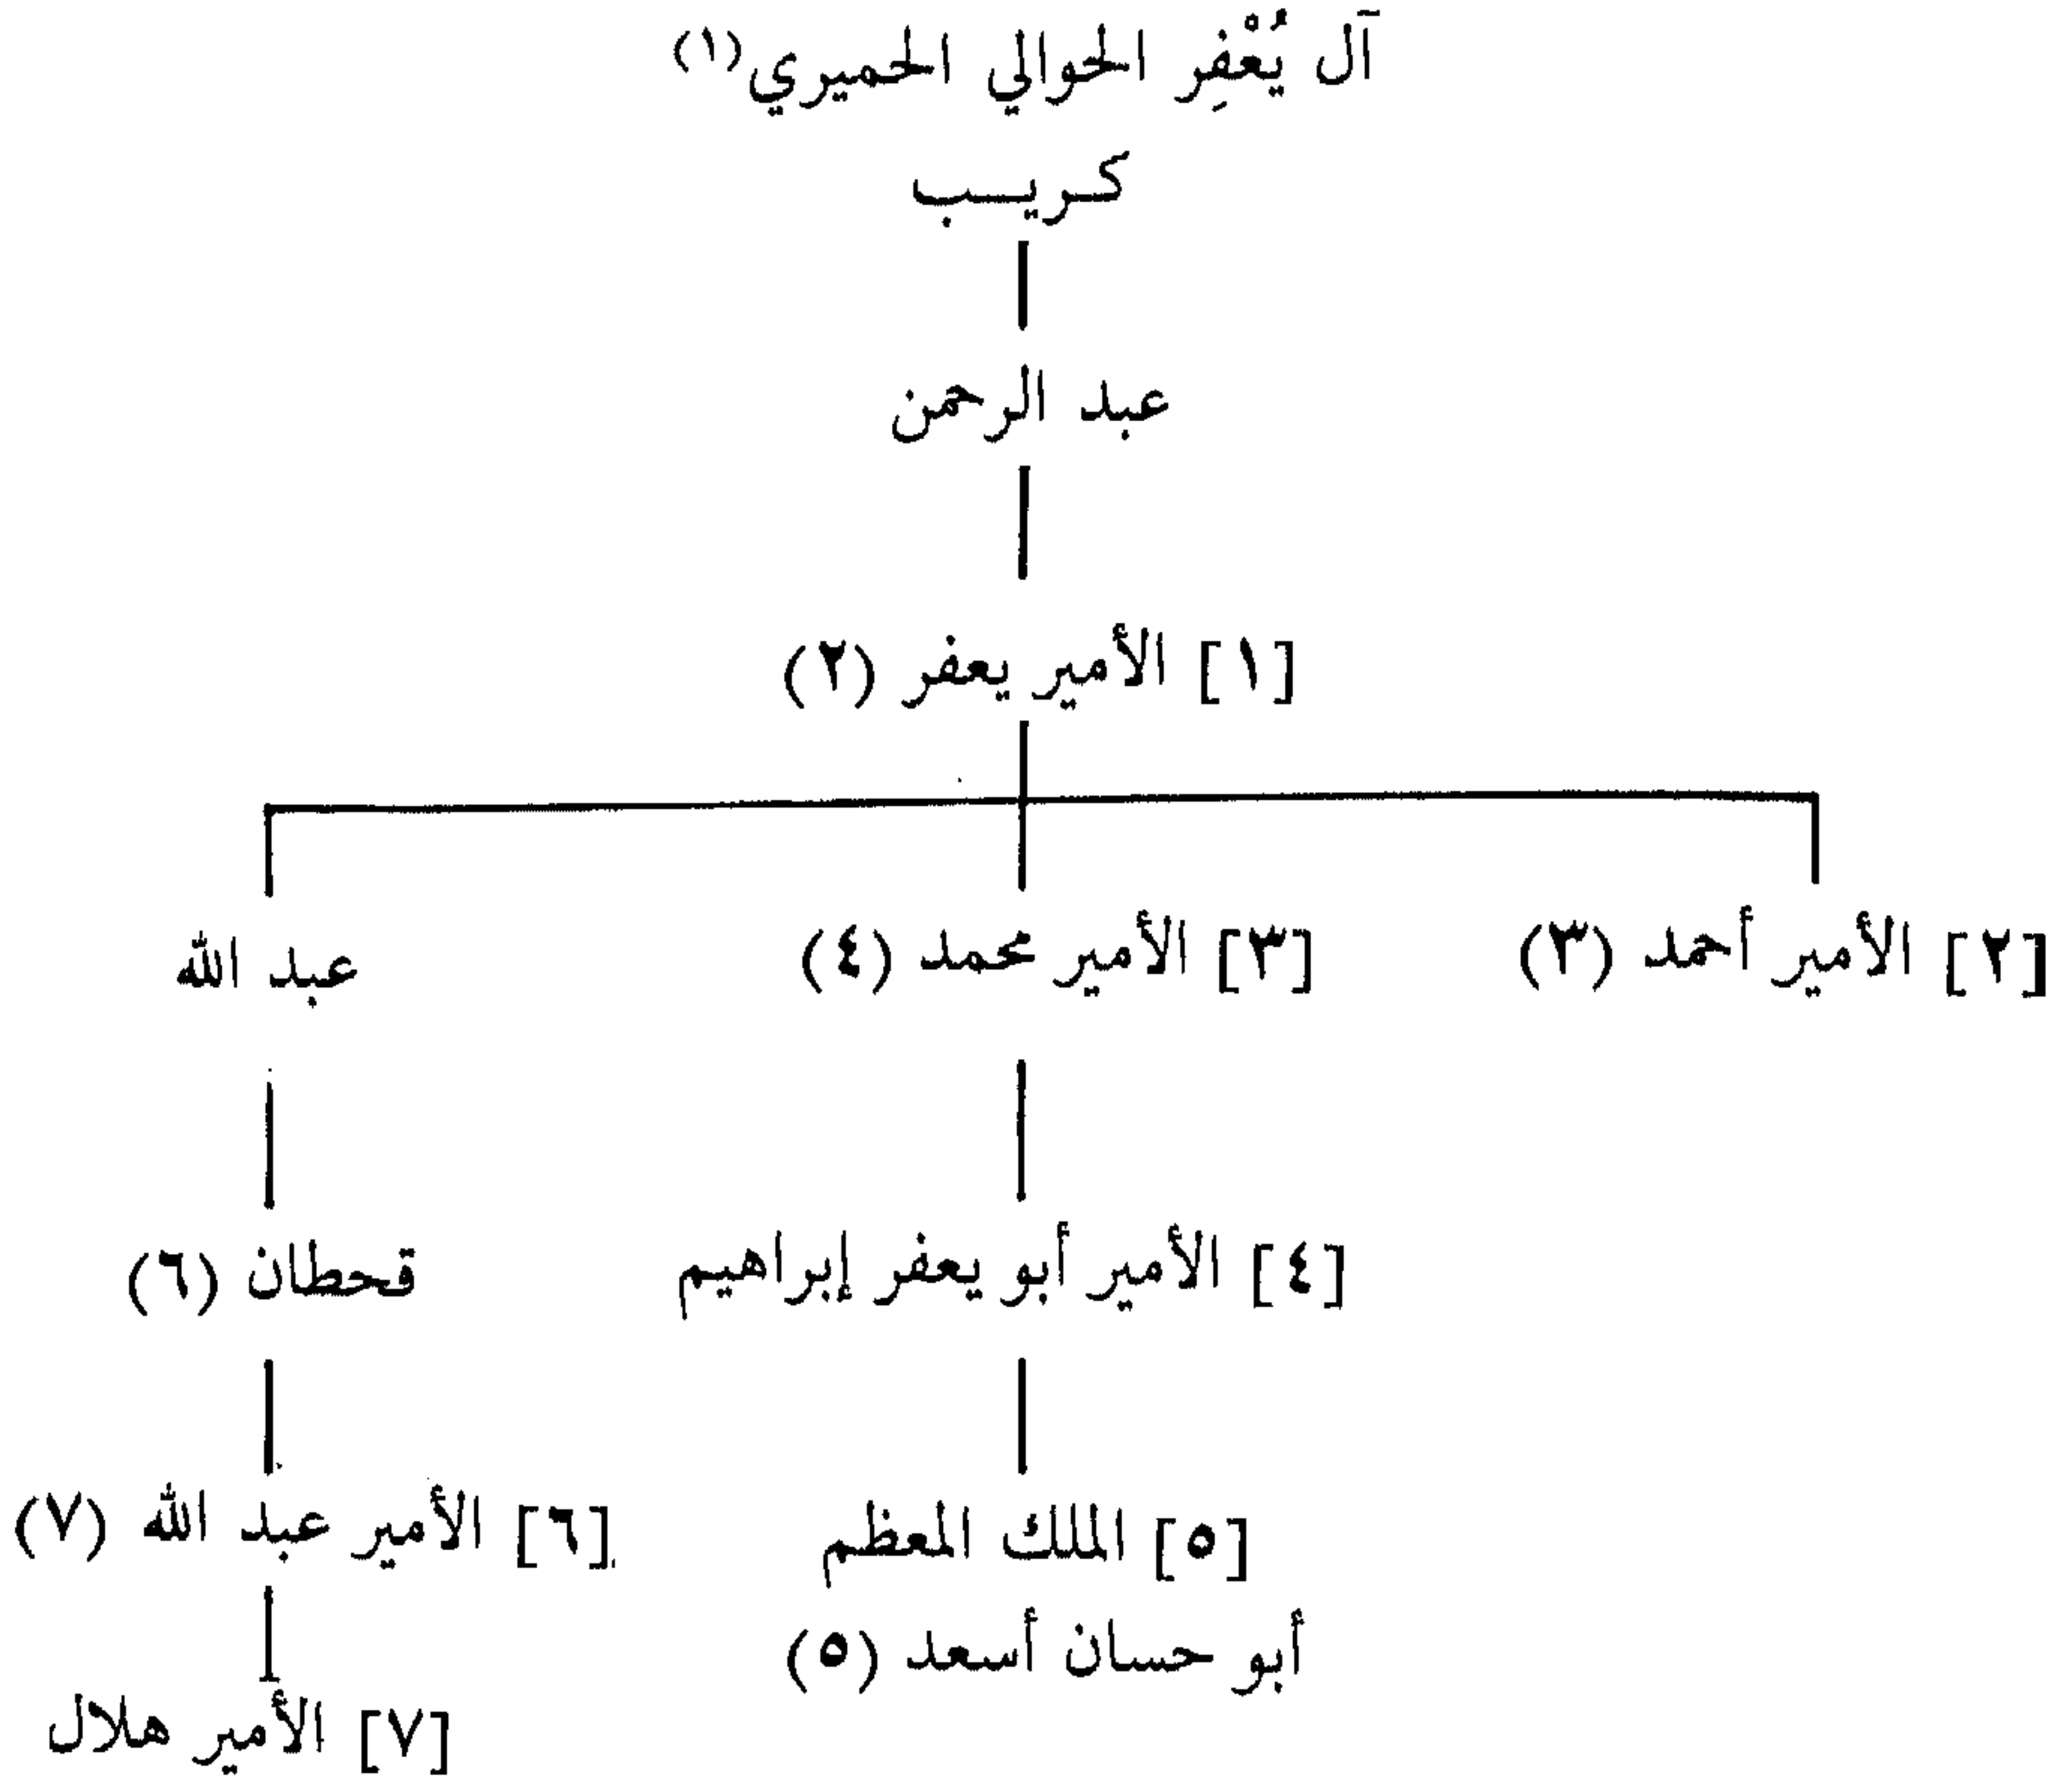 آل يُعْفِر الحوالي الحميري(١)
كريب
عبد الرحمن
[١] الأمير يعفر (٢)
[٢] الأمير أحمد (٣)
[٣] الأمير محمد (٤)
عبد الله
[٤] الأمير أبو يعفر إبراهيم
قحطان (٦)
[٥] الملك المعظم
أبو حسان أسعد (٥)
[٦] الأمير عبد الله (٧)
[٧] الأمير هلال